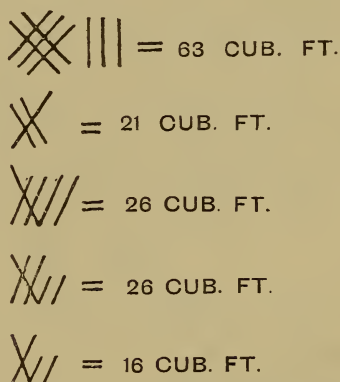 = 63 CUB. FT.
= 21 CUB. FT.
= 26 CUB. FT.
= 26 CUB. FT.
= 16 CUB. FT.